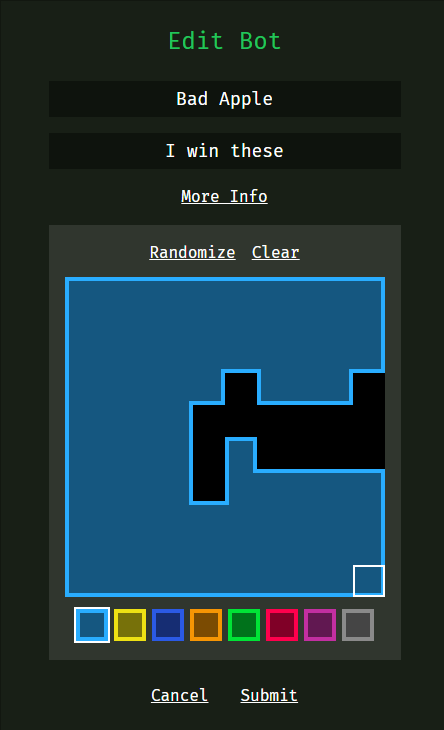 Edit Bot
Bad Apple
I win these
More Info
Randomize Clear
Cancel Submit